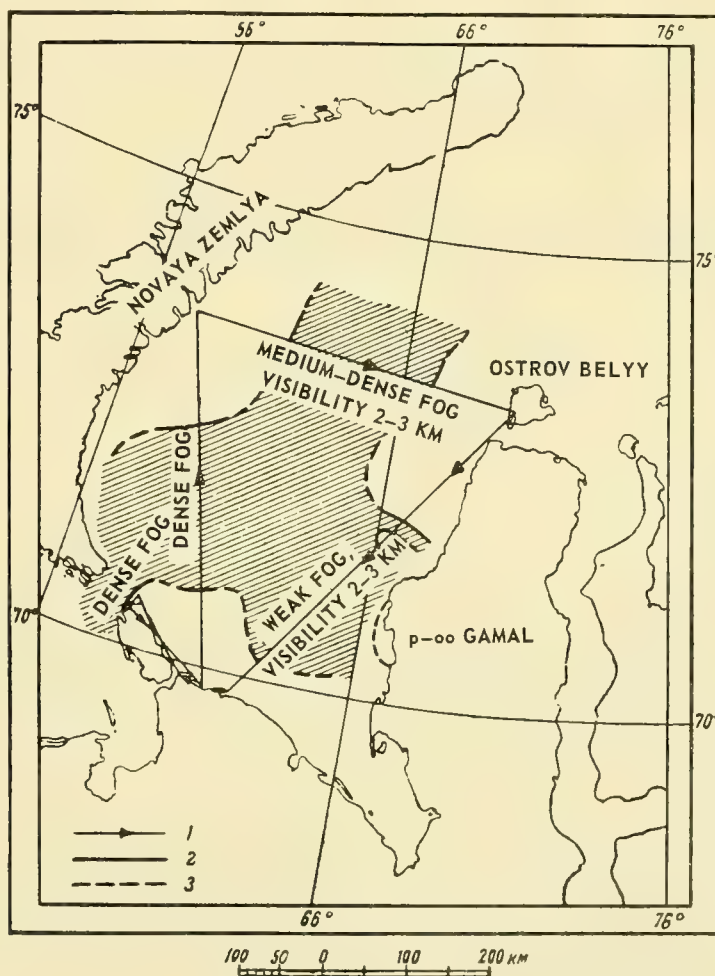 56° 66° 76°
75°
75°
NOVAYA ZEMLYA
OSTROV BELYY
MEDIUM–DENSE FOG
VISIBILITY 2–3 KM
DENSE FOG
DENSE FOG
WEAK FOG,
VISIBILITY 2–3 KM
70°
p–oo GAMAL
70°
1
2
3
66° 76°
100 50 0 100 200 КМ